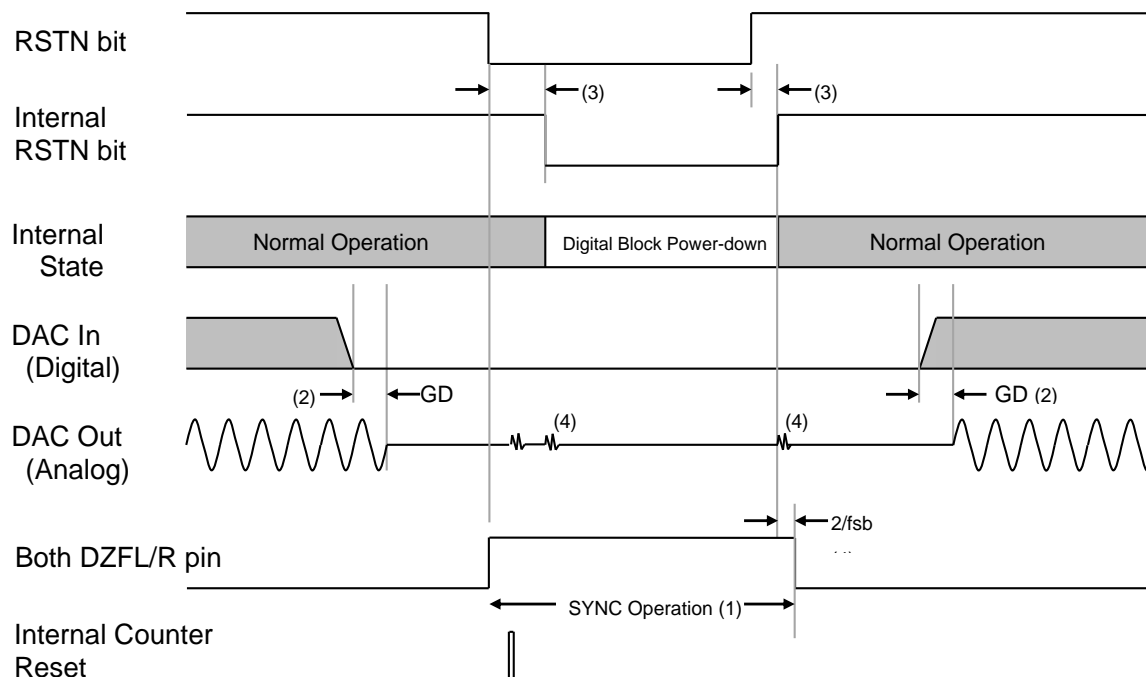 RSTN bit
(3)
(3)
Internal
RSTN bit
Internal
State
Normal Operation
Digital Block Power-down
Normal Operation
DAC In
(Digital)
(2)
GD
GD (2)
DAC Out
(Analog)
(4)
(4)
2/fsb
Both DZFL/R pin
SYNC Operation (1)
Internal Counter
Reset